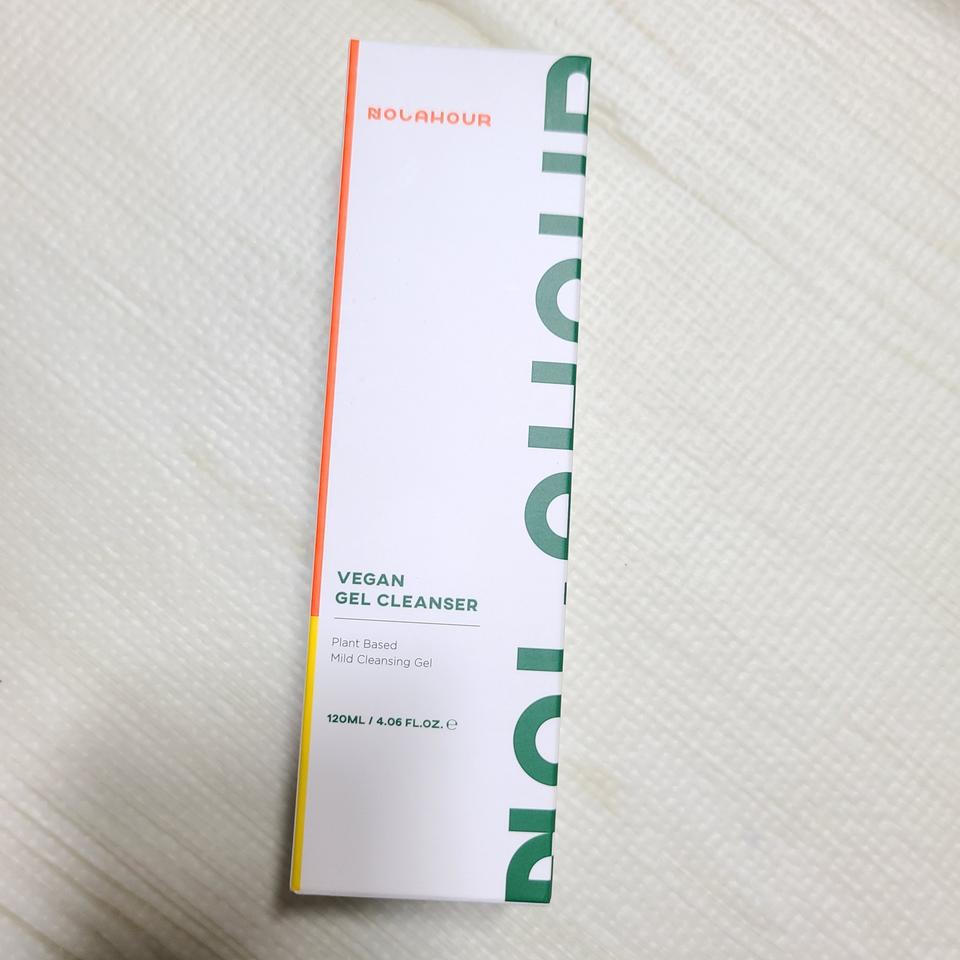 NOLAHOUR
VEGAN
GEL CLEANSER
Plant Based
Mild Cleansing Gel
120ML / 4.06 FL.OZ. ℮
NOLAHOUR